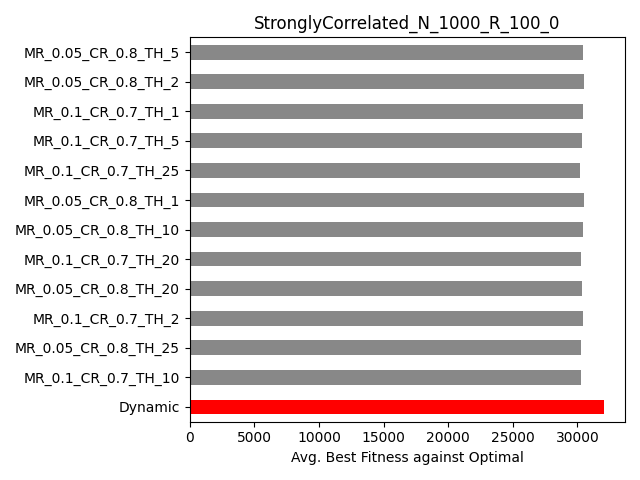 StronglyCorrelated_N_1000_R_100_0
MR_0.05_CR_0.8_TH_5
MR_0.05_CR_0.8_TH_2
MR_0.1_CR_0.7_TH_1
MR_0.1_CR_0.7_TH_5
MR_0.1_CR_0.7_TH_25
MR_0.05_CR_0.8_TH_1
MR_0.05_CR_0.8_TH_10
MR_0.1_CR_0.7_TH_20
MR_0.05_CR_0.8_TH_20
MR_0.1_CR_0.7_TH_2
MR_0.05_CR_0.8_TH_25
MR_0.1_CR_0.7_TH_10
Dynamic
0 5000 10000 15000 20000 25000 30000
Avg. Best Fitness against Optimal